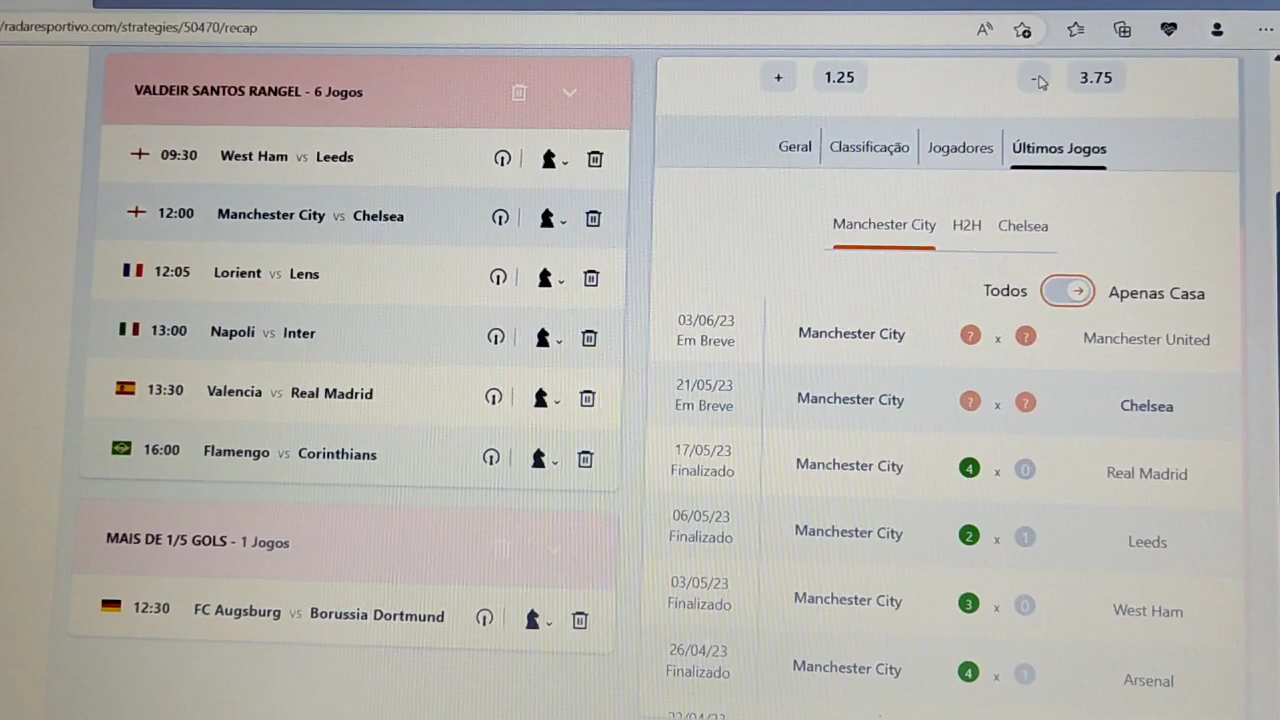 /radaresportivo.com/strategies/50470/recap
VALDEIR SANTOS RANGEL - 6 Jogos
09:30 West Ham vs Leeds
12:00 Manchester City vs Chelsea
12:05 Lorient vs Lens
13:00 Napoli vs Inter
13:30 Valencia vs Real Madrid
16:00 Flamengo vs Corinthians
MAIS DE 1/5 GOLS - 1 Jogos
12:30 FC Augsburg vs Borussia Dortmund
+ 1.25 - 3.75
Geral Classificação Jogadores Últimos Jogos
Manchester City H2H Chelsea
Todos Apenas Casa
03/06/23
Em Breve
Manchester City ? x ? Manchester United
21/05/23
Em Breve
Manchester City ? x ? Chelsea
17/05/23
Finalizado
Manchester City 4 x 0 Real Madrid
06/05/23
Finalizado
Manchester City 2 x 1 Leeds
03/05/23
Finalizado
Manchester City 3 x 0 West Ham
26/04/23
Finalizado
Manchester City 4 x 1 Arsenal